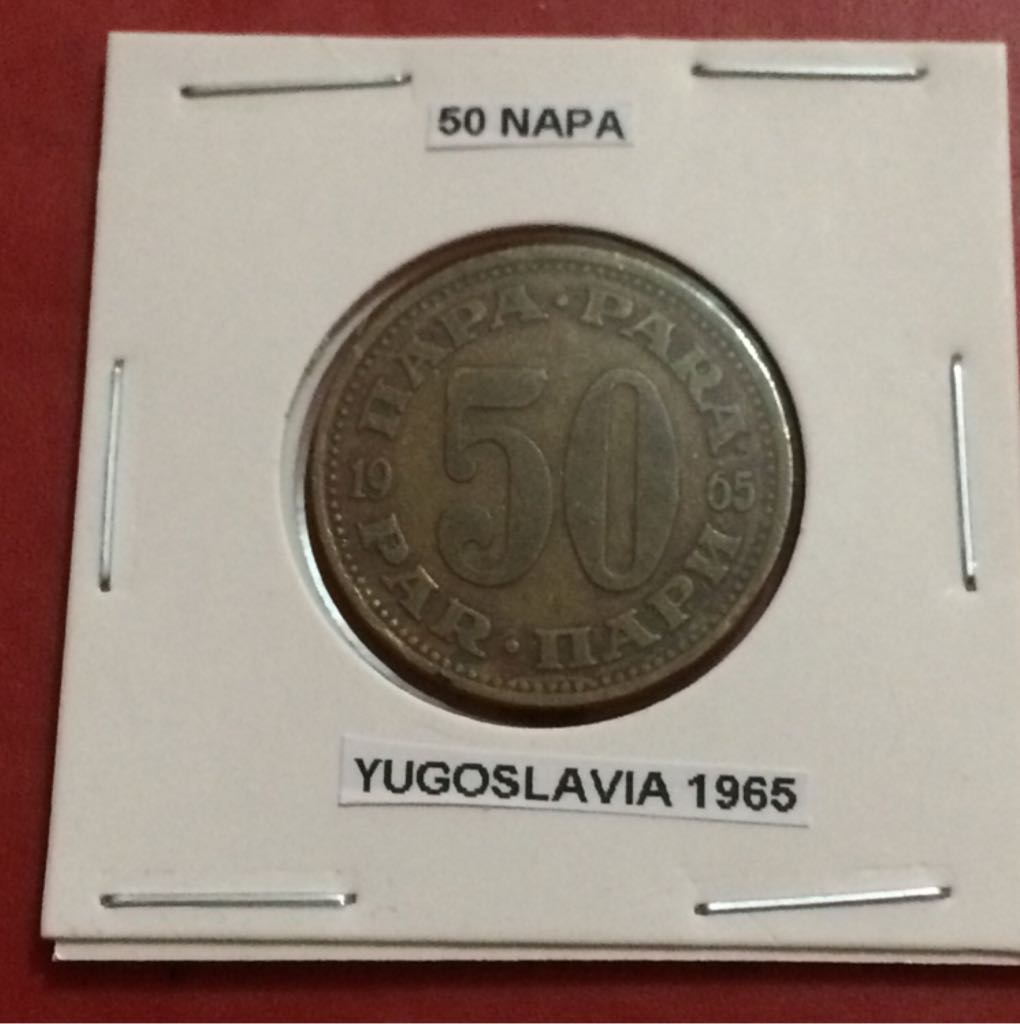 50 NAPA
ПАРА · PARA
50
19 65
PAR · ПАРИ
YUGOSLAVIA 1965